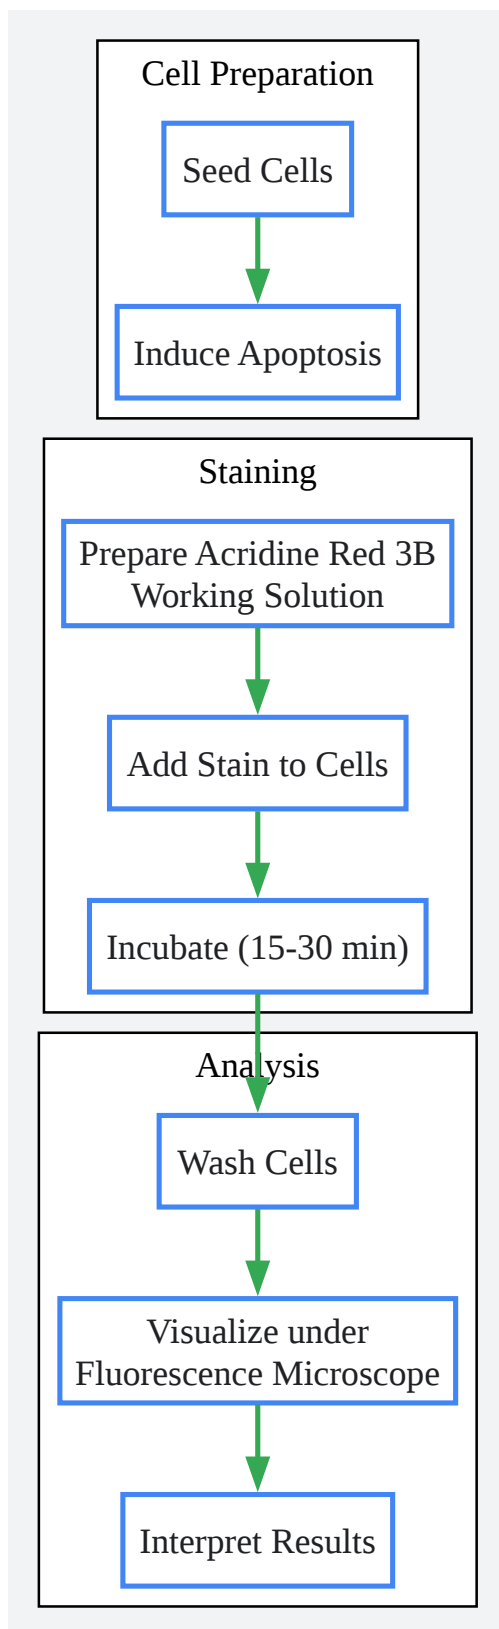 Cell Preparation
Seed Cells
Induce Apoptosis
Staining
Prepare Acridine Red 3B
Working Solution
Add Stain to Cells
Incubate (15-30 min)
Analysis
Wash Cells
Visualize under
Fluorescence Microscope
Interpret Results